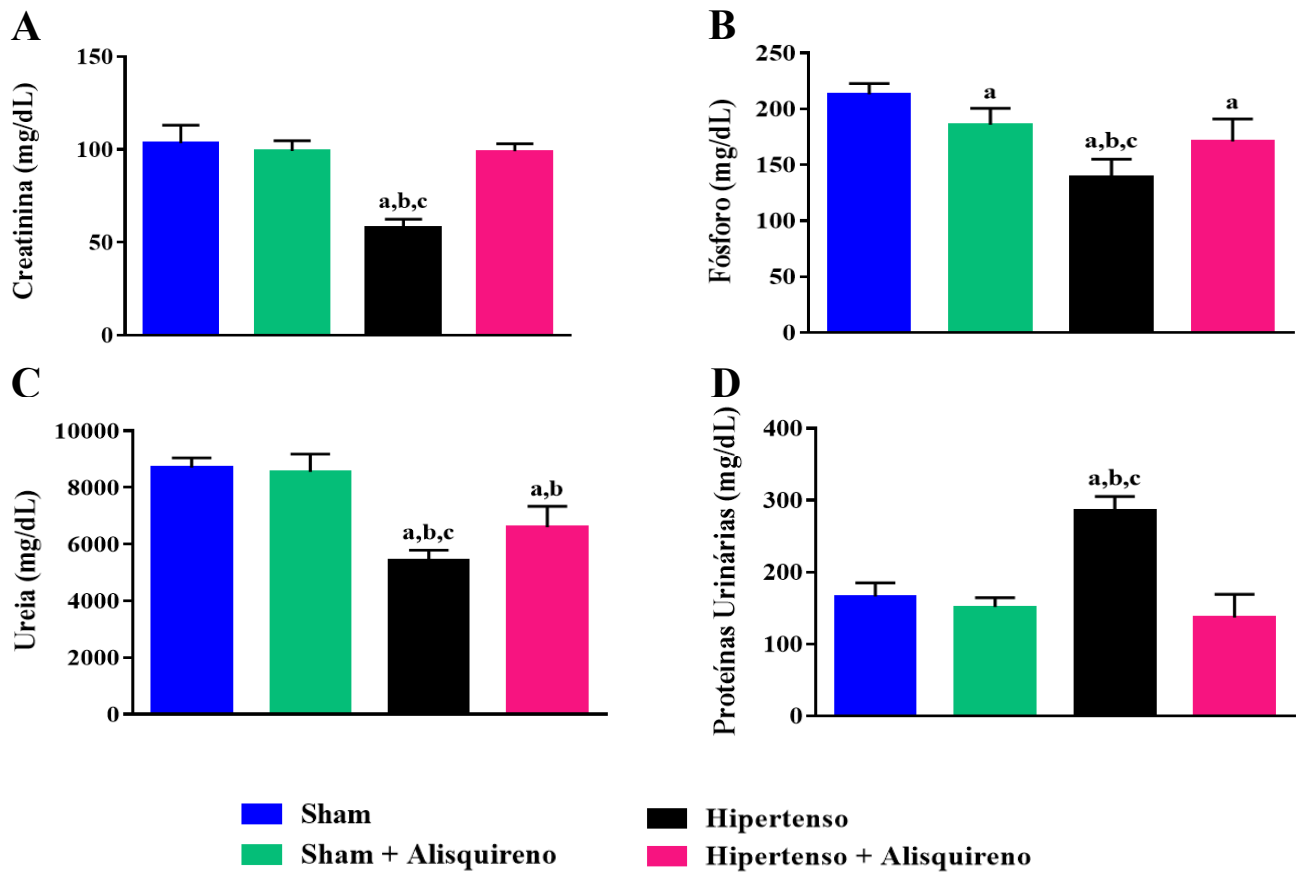 A
Creatinina (mg/dL)
150
100
50
0
a,b,c
B
Fósforo (mg/dL)
250
200
150
200
250
0
a
a,b,c
a
C
Ureia (mg/dL)
10000
8000
6000
4000
2000
0
a,b,c
a,b
D
Proteínas Urinárias (mg/dL)
400
300
200
100
0
a,b,c
Sham
Sham + Alisquireno
Hipertenso
Hipertenso + Alisquireno